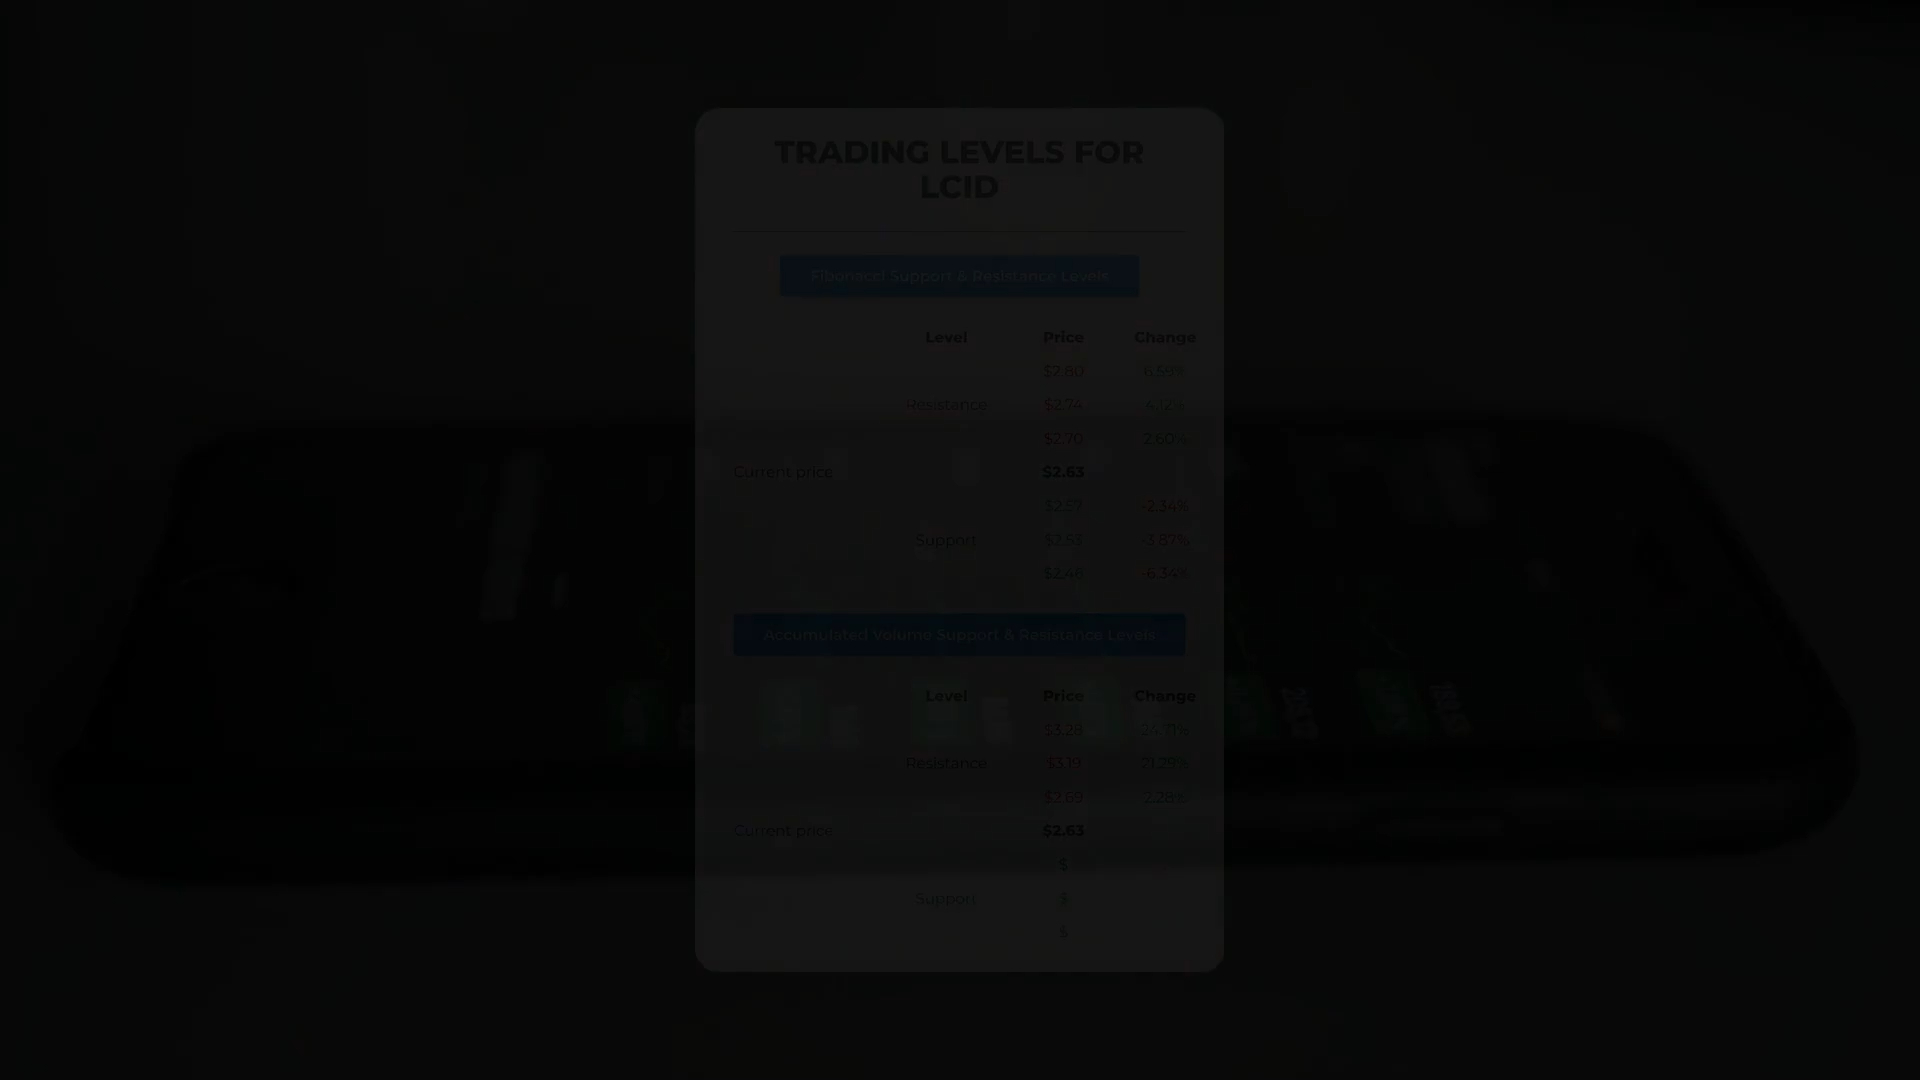 TRADING LEVELS FOR
LCID
Fibonacci Support & Resistance Levels
Level Price Change
$2.80 6.59%
Resistance $2.74 4.12%
$2.70 2.60%
Current price $2.63
$2.57 -2.34%
Support $2.53 -3.87%
$2.46 -6.34%
Accumulated Volume Support & Resistance Levels
Level Price Change
$3.28 24.71%
Resistance $3.19 21.29%
$2.69 2.28%
Current price $2.63
$
Support $
$